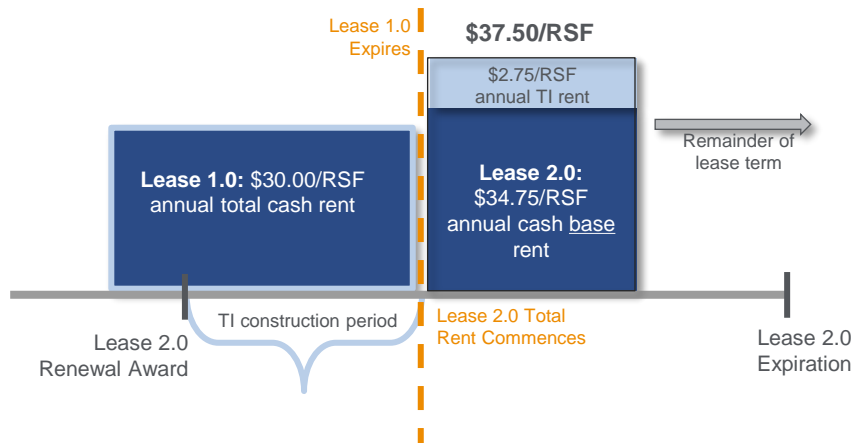 Lease 1.0
Expires
$37.50/RSF
$2.75/RSF
annual TI rent
Remainder of
lease term
Lease 1.0: $30.00/RSF
annual total cash rent
Lease 2.0:
$34.75/RSF
annual cash base
rent
TI construction period
Lease 2.0 Total
Rent Commences
Lease 2.0
Renewal Award
Lease 2.0
Expiration